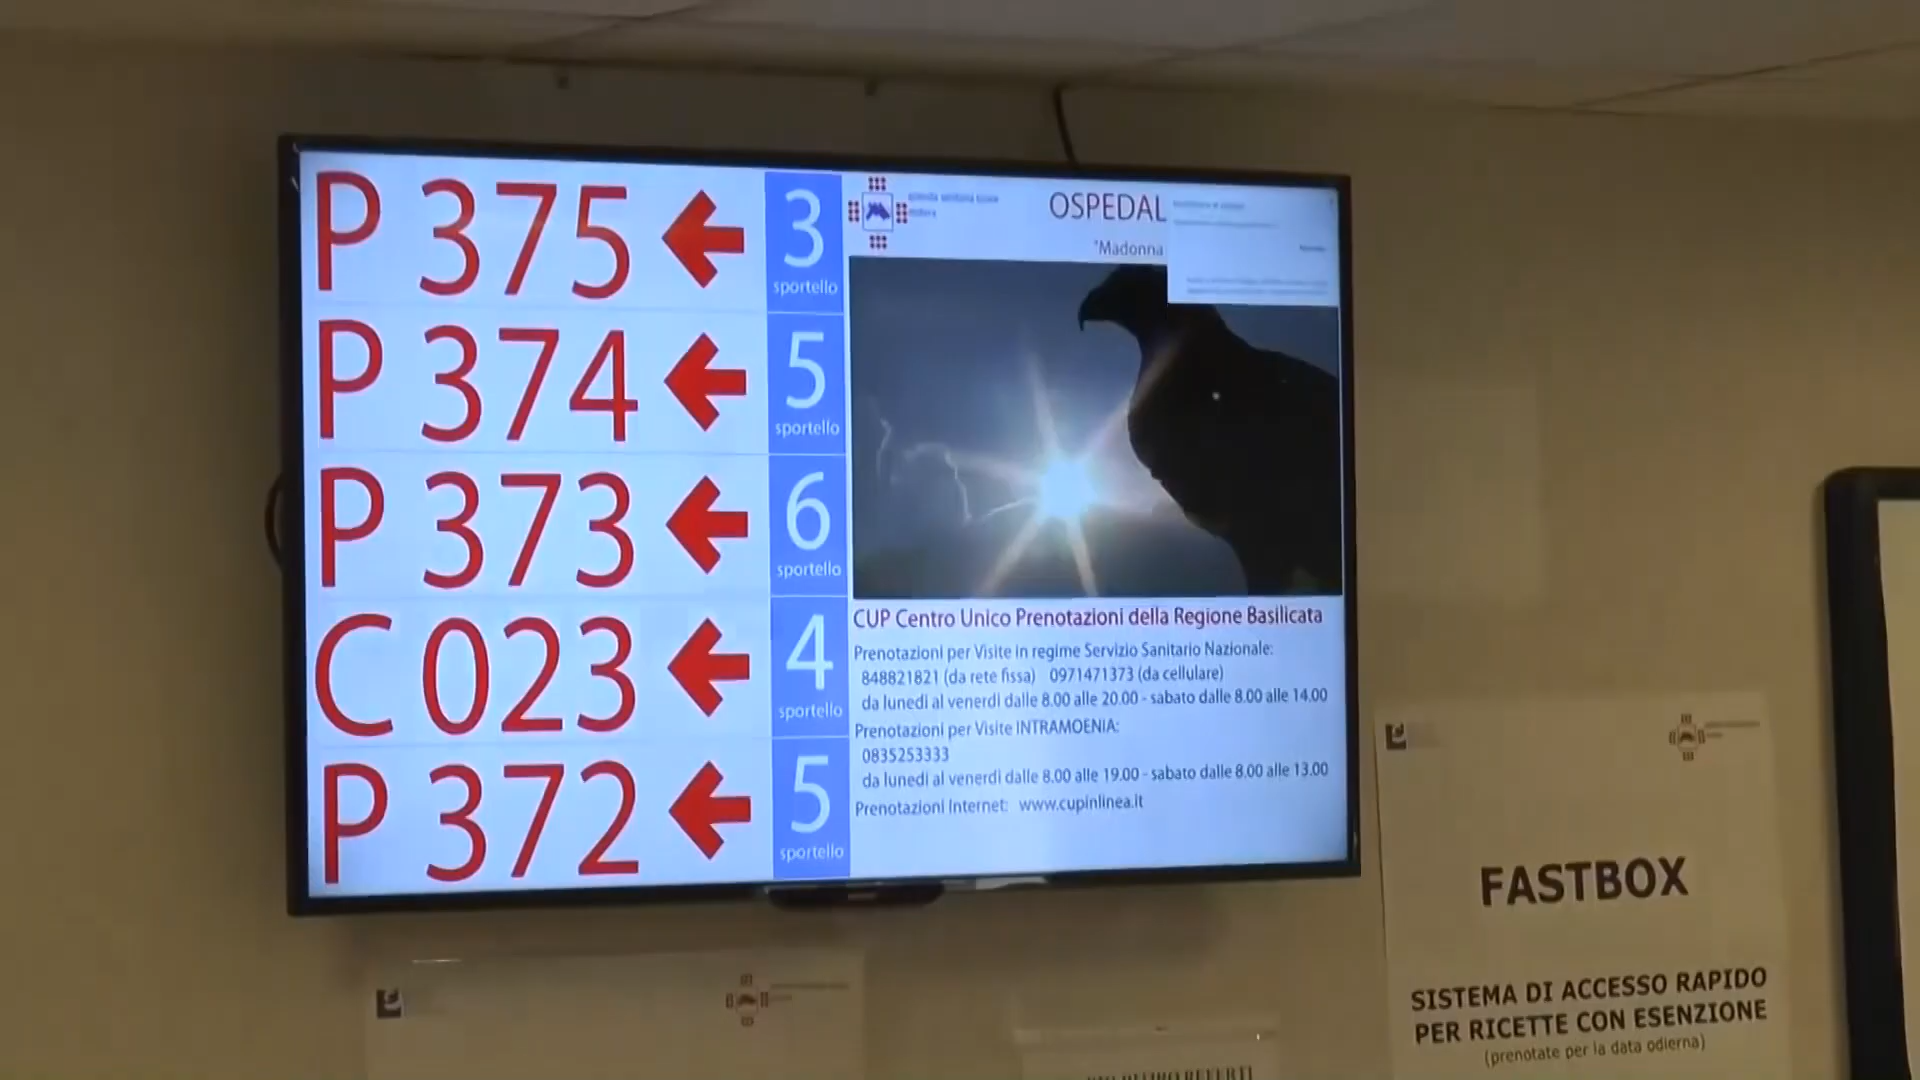 P 375 3
sportello
P 374 5
sportello
P 373 6
sportello
C 023 4
sportello
P 372 5
sportello
OSPEDAL
"Madonna
CUP Centro Unico Prenotazioni della Regione Basilicata
Prenotazioni per Visite in regime Servizio Sanitario Nazionale:
848821821 (da rete fissa) 0971471373 (da cellulare)
da lunedi al venerdi dalle 8.00 alle 20.00 - sabato dalle 8.00 alle 14.00
Prenotazioni per Visite INTRAMOENIA:
0835253333
da lunedi al venerdi dalle 8.00 alle 19.00 - sabato dalle 8.00 alle 13.00
Prenotazioni Internet: www.cupinlinea.it
FASTBOX
SISTEMA DI ACCESSO RAPIDO
PER RICETTE CON ESENZIONE
(prenotate per la data odierna)